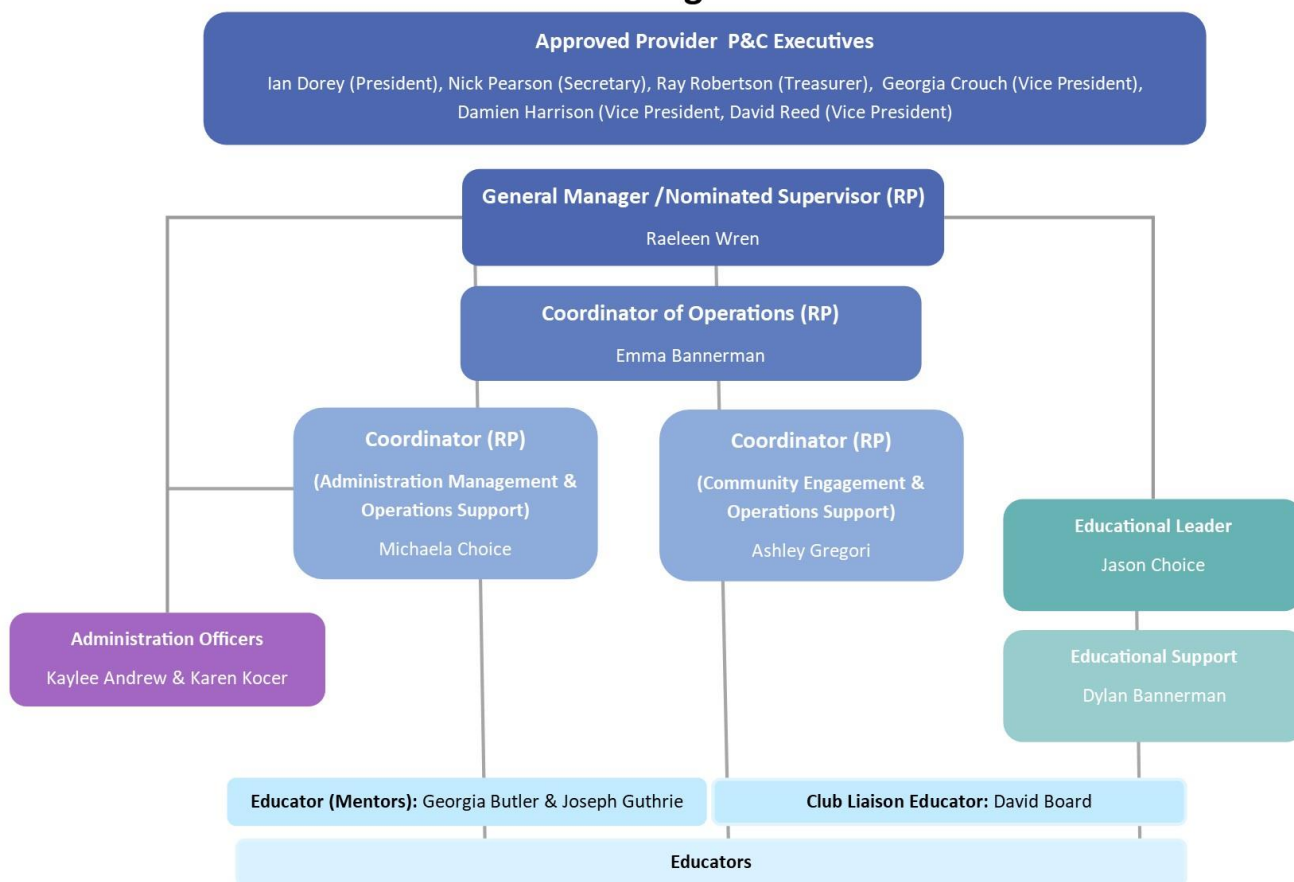 Approved Provider P&C Executives
Ian Dorey (President), Nick Pearson (Secretary), Ray Robertson (Treasurer), Georgia Crouch (Vice President),
Damien Harrison (Vice President, David Reed (Vice President)
General Manager /Nominated Supervisor (RP)
Raeleen Wren
Coordinator of Operations (RP)
Emma Bannerman
Coordinator (RP)
(Administration Management &
Operations Support)
Michaela Choice
Coordinator (RP)
(Community Engagement &
Operations Support)
Ashley Gregori
Educational Leader
Jason Choice
Administration Officers
Kaylee Andrew & Karen Kocer
Educational Support
Dylan Bannerman
Educator (Mentors): Georgia Butler & Joseph Guthrie
Club Liaison Educator: David Board
Educators